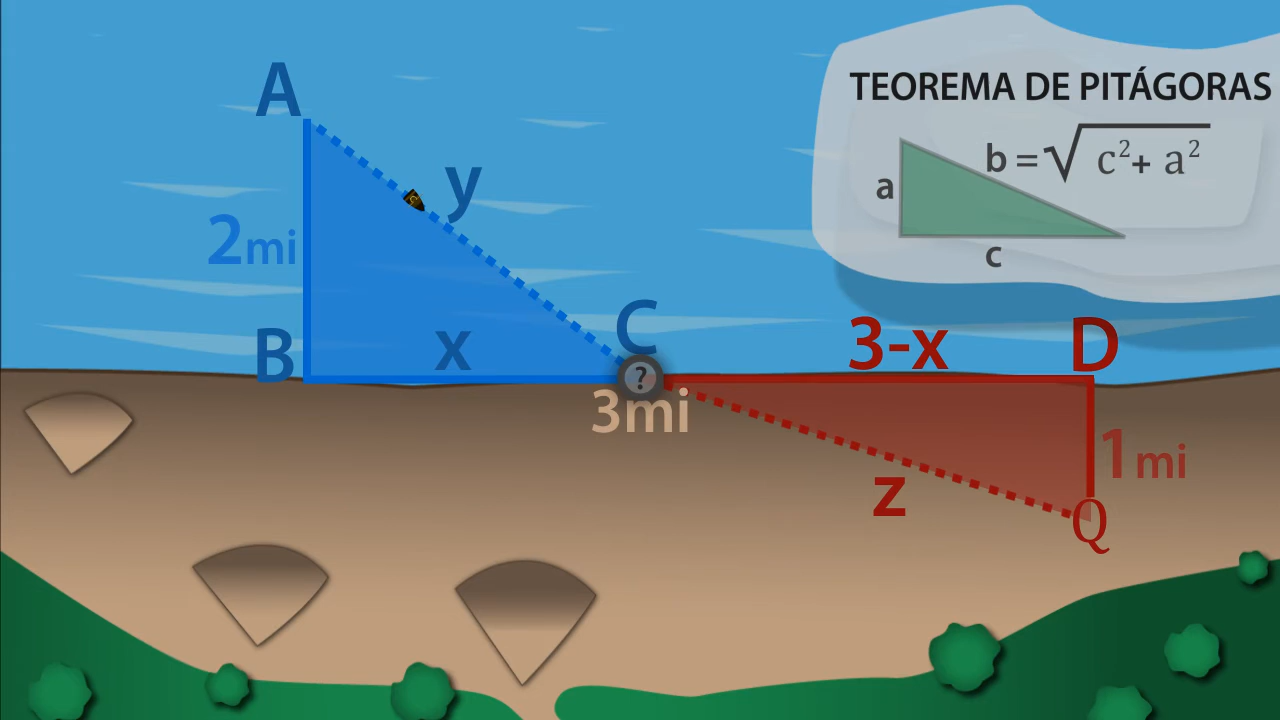 A
TEOREMA DE PITÁGORAS
b = √c²+ a²
a
c
y
2mi
B
x
C
?
3-x
D
3mi
1mi
z
Q